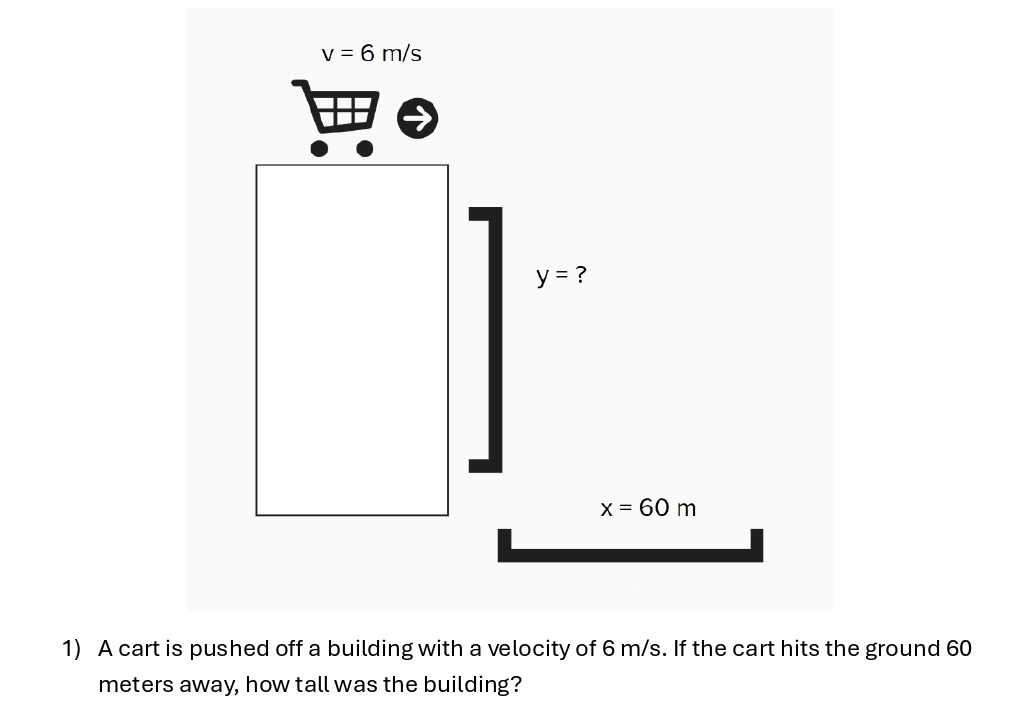 v = 6 m/s
y = ?
x = 60 m
1) A cart is pushed off a building with a velocity of 6 m/s. If the cart hits the ground 60
meters away, how tall was the building?